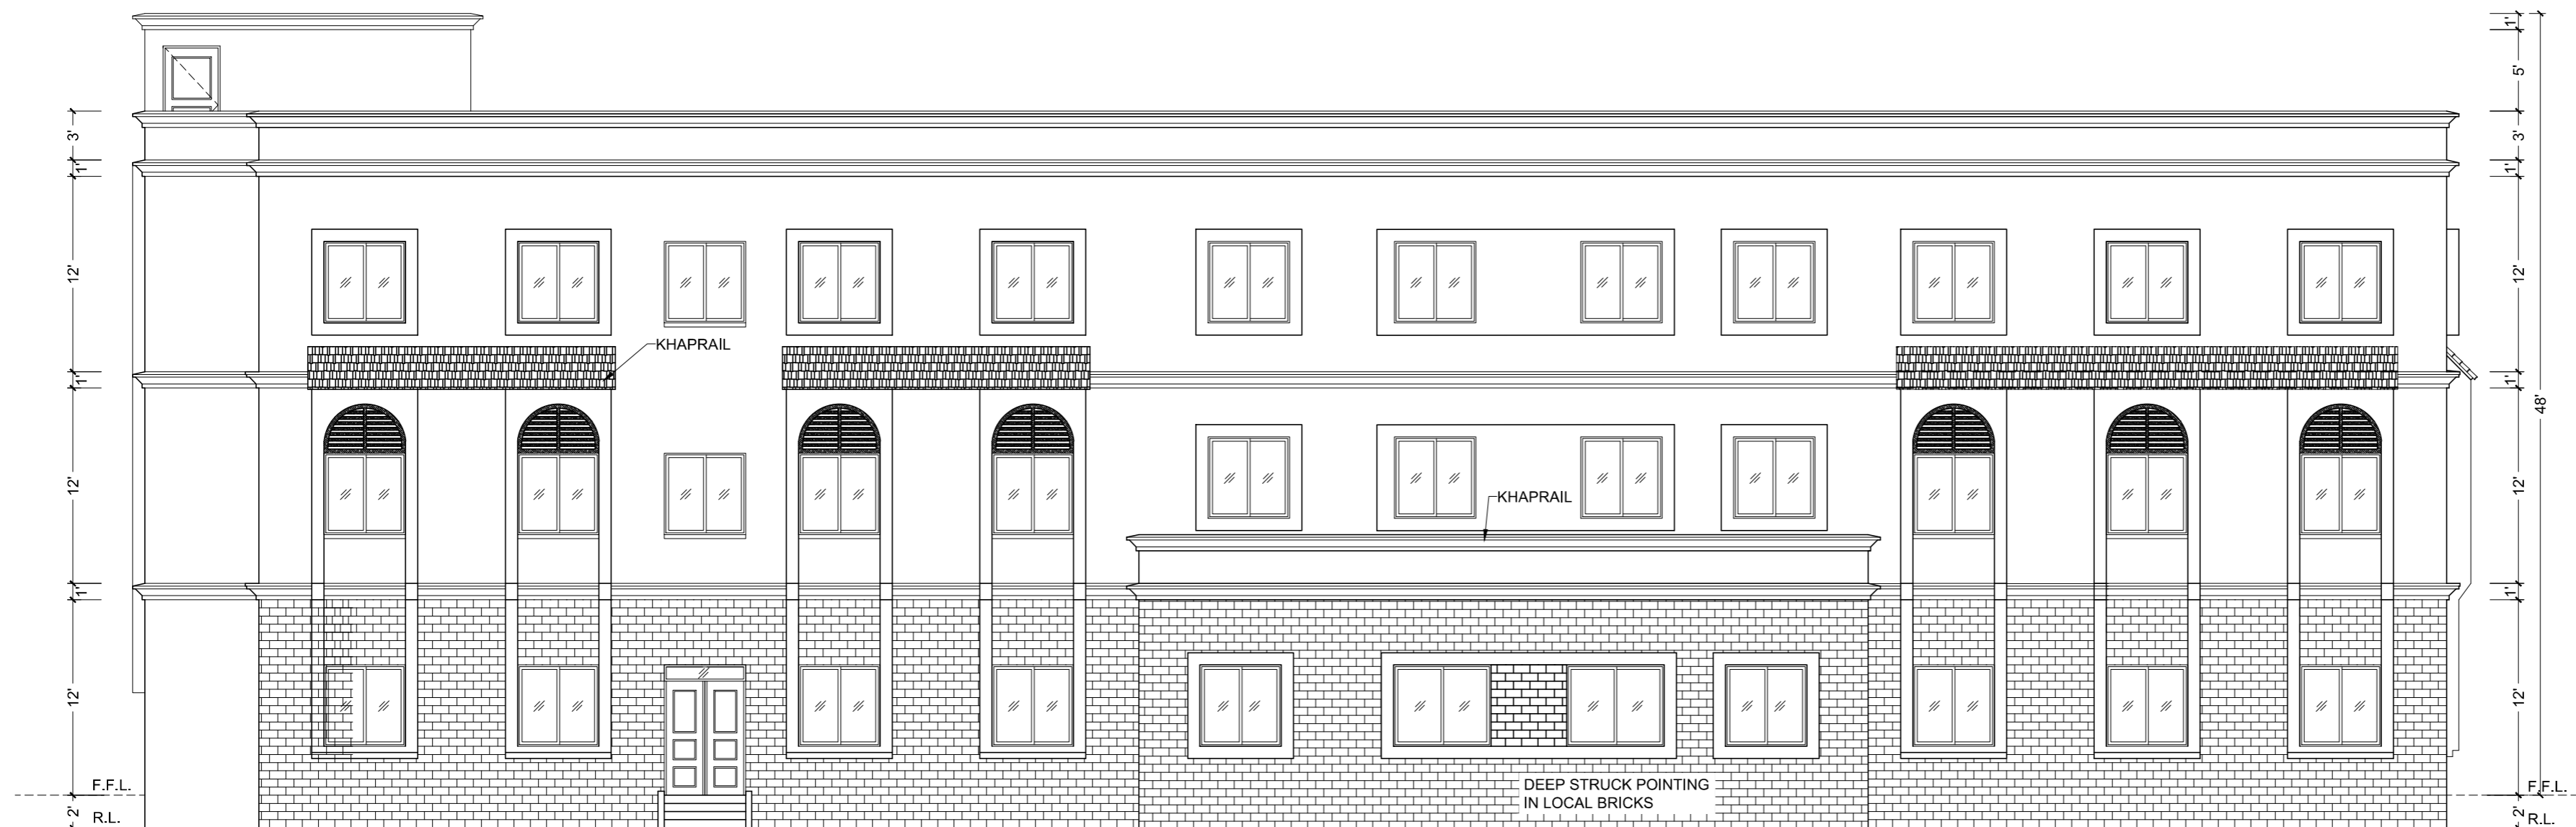 1'
5'
3'
3'
1'
1'
12'
12'
48'
KHAPRAIL
1'
1'
12'
12'
KHAPRAIL
1'
1'
12'
12'
DEEP STRUCK POINTING
IN LOCAL BRICKS
F.F.L.
F.F.L.
2'
2'
R.L.
R.L.